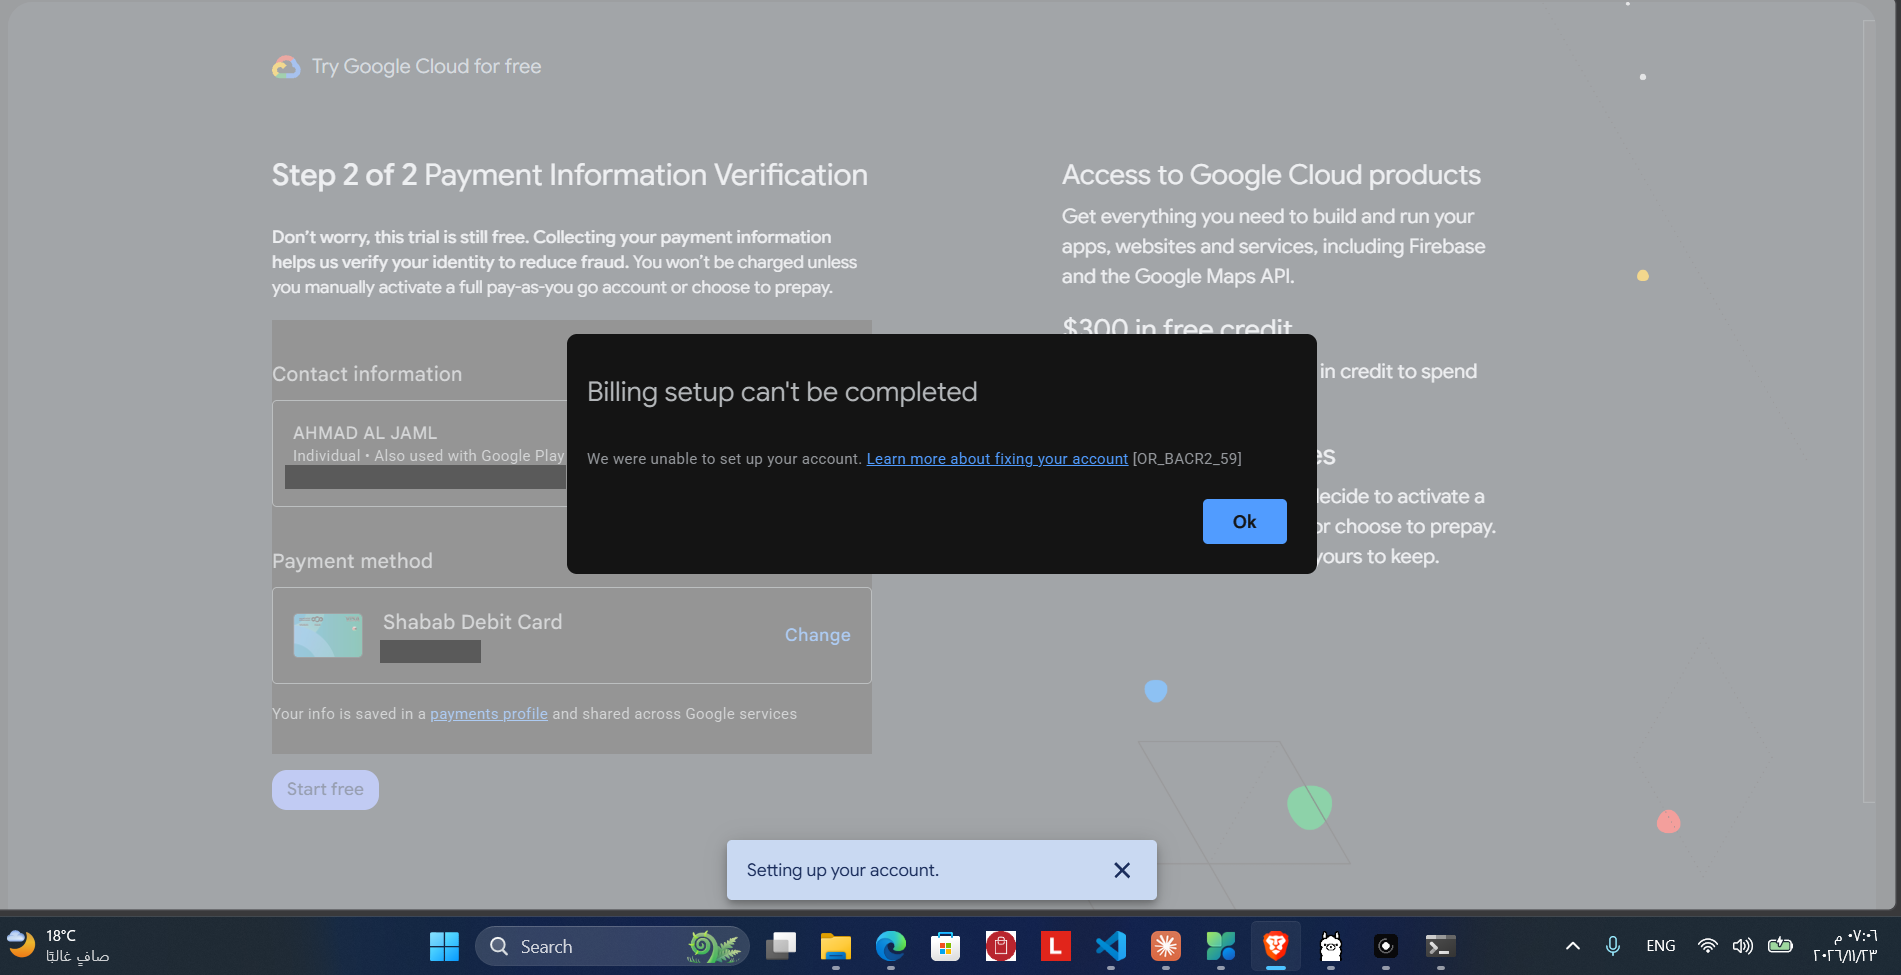 Try Google Cloud for free
Step 2 of 2 Payment Information Verification
Don't worry, this trial is still free. Collecting your payment information
helps us verify your identity to reduce fraud. You won't be charged unless
you manually activate a full pay-as-you go account or choose to prepay.
Contact information
AHMAD AL JAML
Individual • Also used with Google Play
Payment method
Shabab Debit Card
Change
Your info is saved in a payments profile and shared across Google services
Start free
Access to Google Cloud products
Get everything you need to build and run your
apps, websites and services, including Firebase
and the Google Maps API.
$300 in free credit
in credit to spend
decide to activate a
or choose to prepay.
yours to keep.
Billing setup can't be completed
We were unable to set up your account. Learn more about fixing your account [OR_BACR2_59]
Ok
Setting up your account.
18°C
صافٍ غالبًا
Search
L
ENG
٠٧:٠٦ م
٢٠٢٦/١١/٢٣